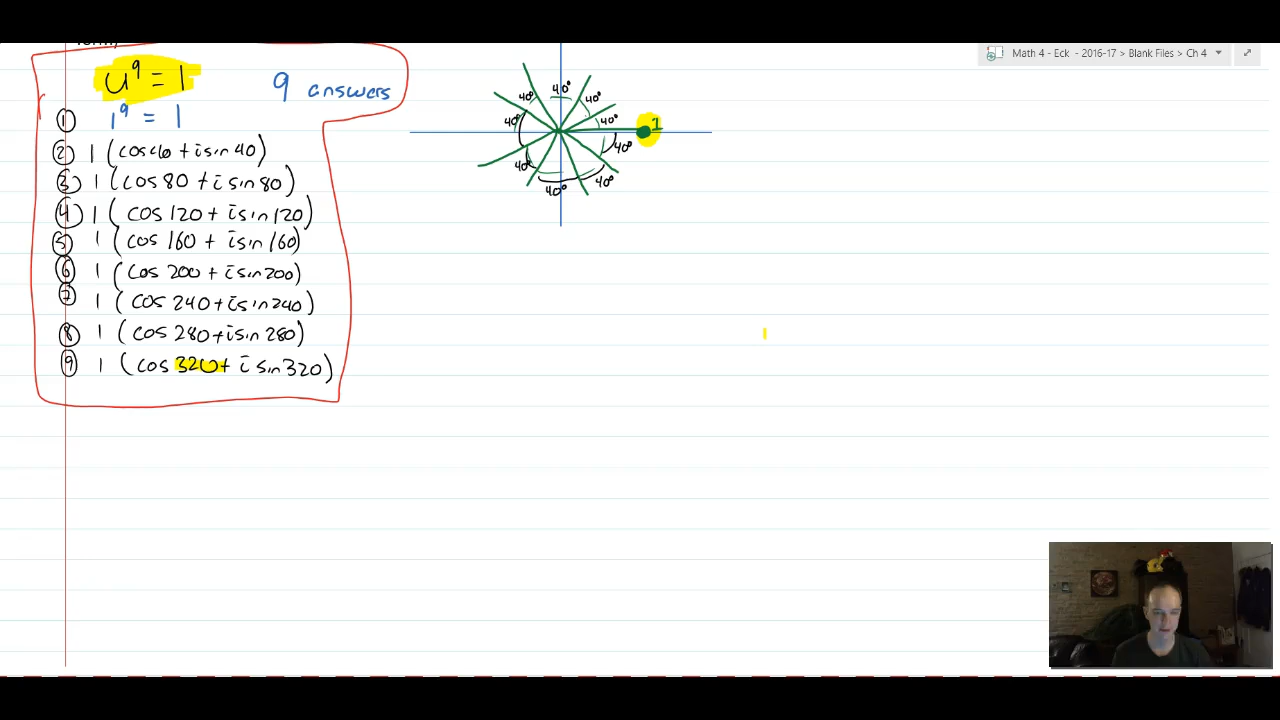 Math 4 - Eck - 2016-17 > Blank Files > Ch 4
u⁹ = 1
9 answers
① 1⁹ = 1
② 1 (cos 40 + i sin 40)
③ 1 (cos 80 + i sin 80)
④ 1 (cos 120 + i sin 120)
⑤ 1 (cos 160 + i sin 160)
⑥ 1 (cos 200 + i sin 200)
⑦ 1 (cos 240 + i sin 240)
⑧ 1 (cos 280 + i sin 280)
⑨ 1 (cos 320 + i sin 320)
40° 40° 40°
40° 40° 1
40° 40°
40° 40°